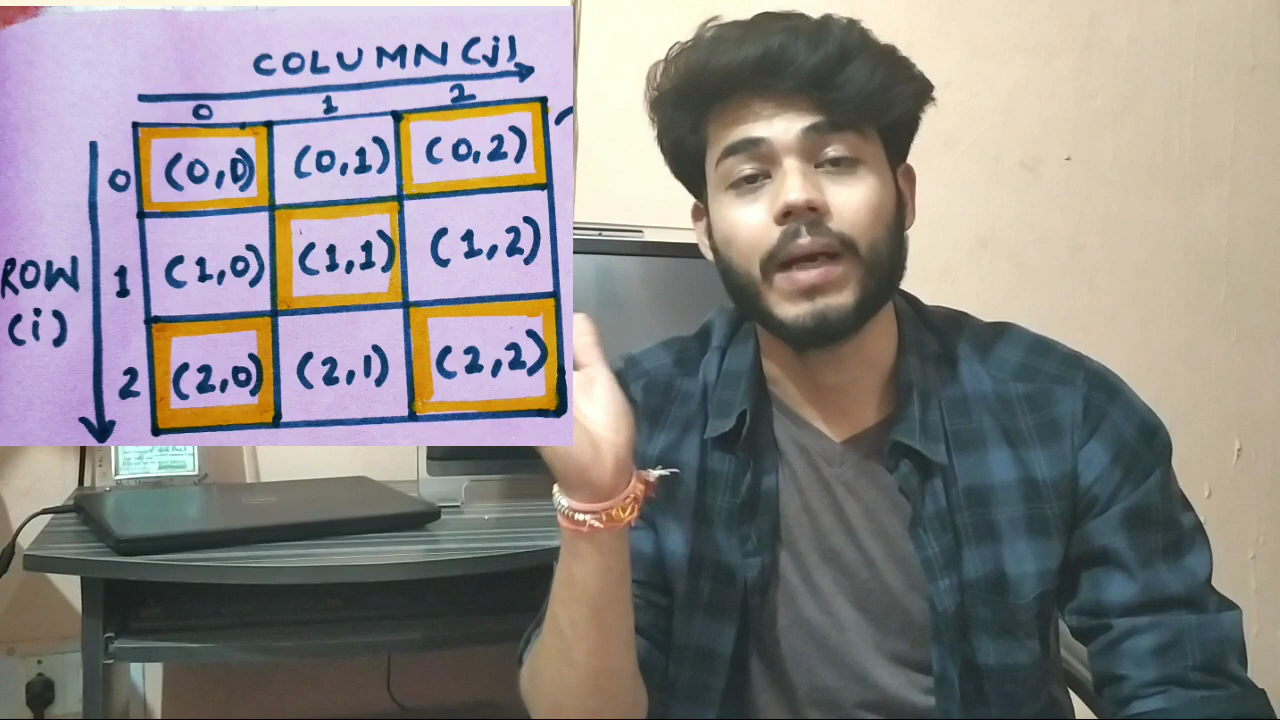 COLUMN (j)
0 1 2
0 (0,0) (0,1) (0,2)
ROW (i)
1 (1,0) (1,1) (1,2)
2 (2,0) (2,1) (2,2)